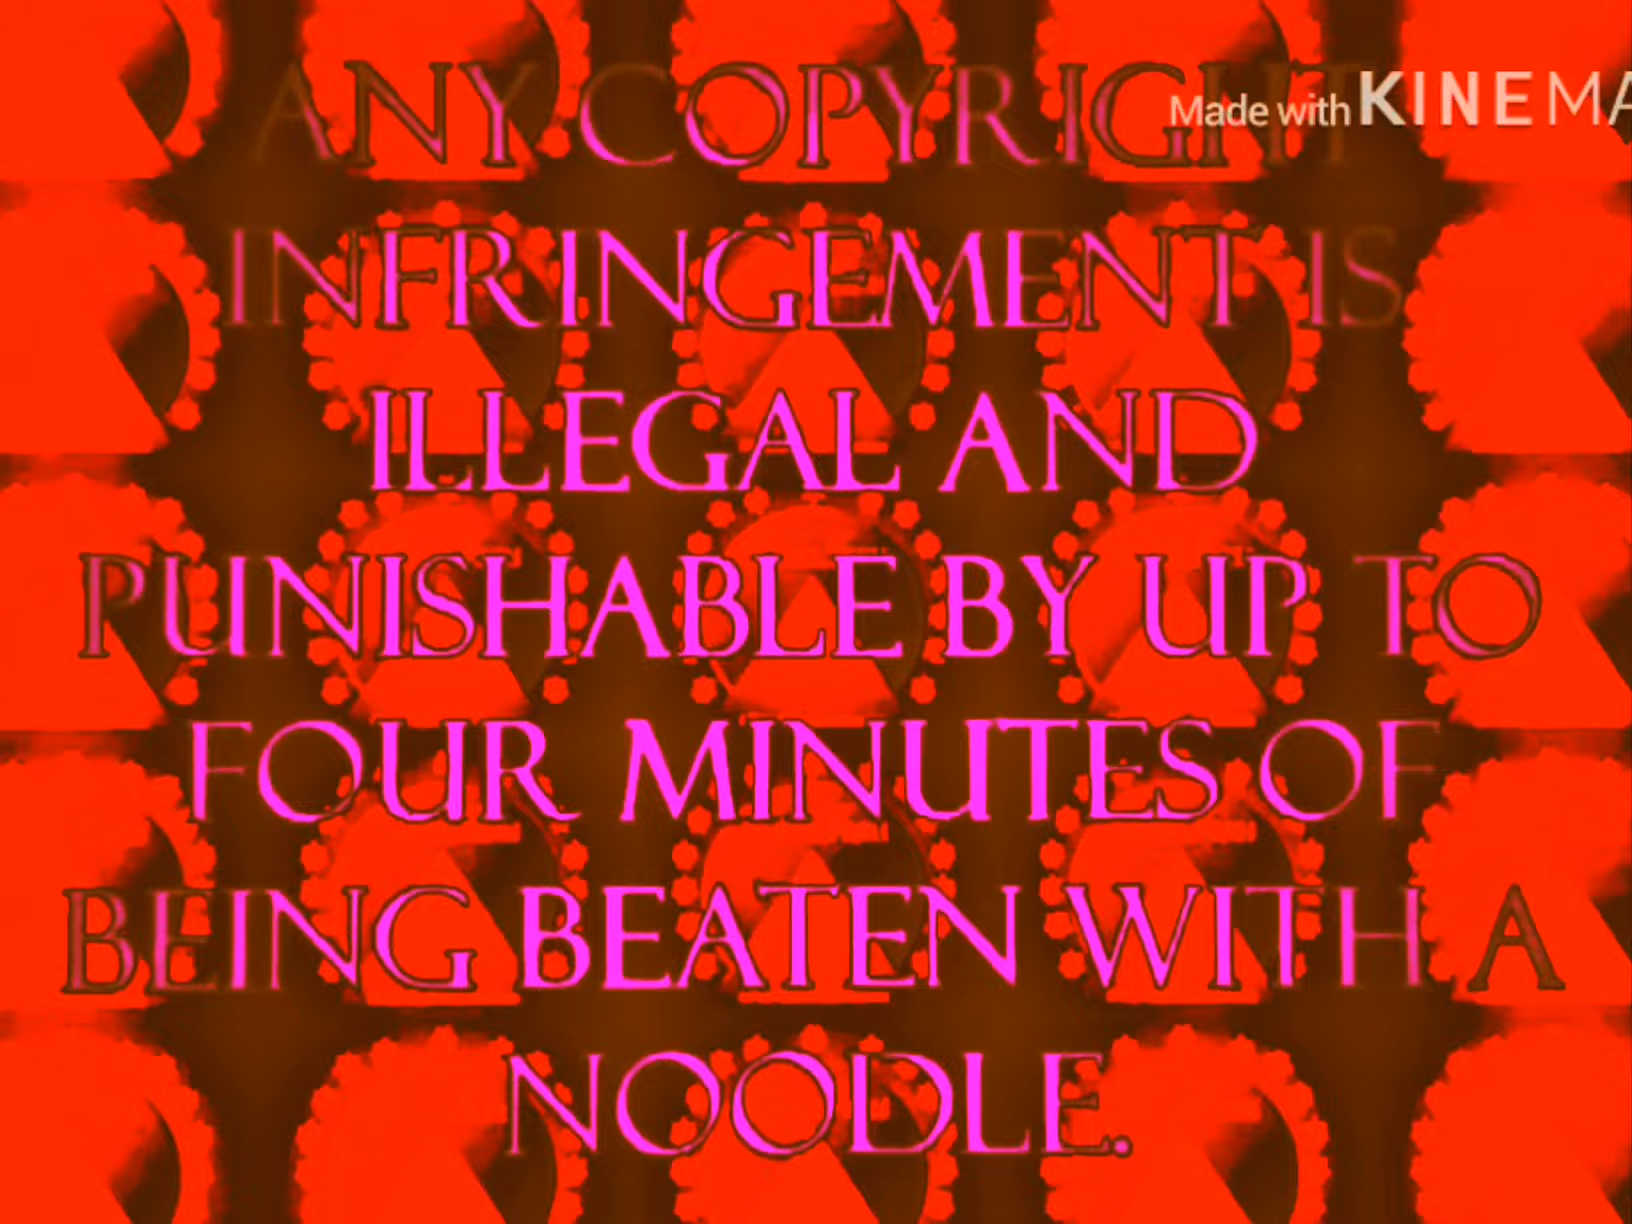 ANY COPYRIGHT
Made with KINEMA
INFRINGEMENT IS
ILLEGAL AND
PUNISHABLE BY UP TO
FOUR MINUTES OF
BEING BEATEN WITH A
NOODLE.